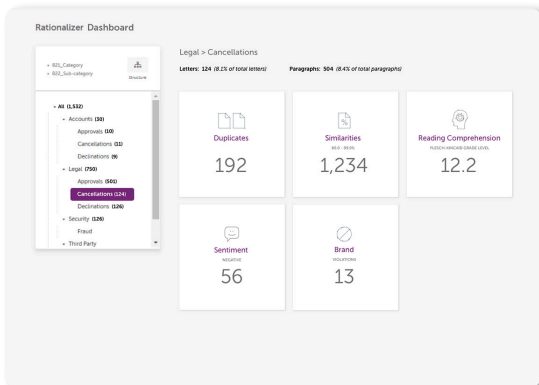 Rationalizer Dashboard
Structure
All (1,532)
Accounts (30)
Approvals (10)
Cancellations (11)
Declinations (9)
Legal (750)
Approvals (501)
Cancellations (124)
Declinations (126)
Security (126)
Fraud
Third Party
Legal > Cancellations
Letters: 124 (8.1% of total letters) Paragraphs: 504 (8.4% of total paragraphs)
Duplicates
192
Similarities
1,234
Reading Comprehension
FLESCH-KINCAID GRADE LEVEL
12.2
Sentiment
NEGATIVE
56
Brand
VIOLATIONS
13